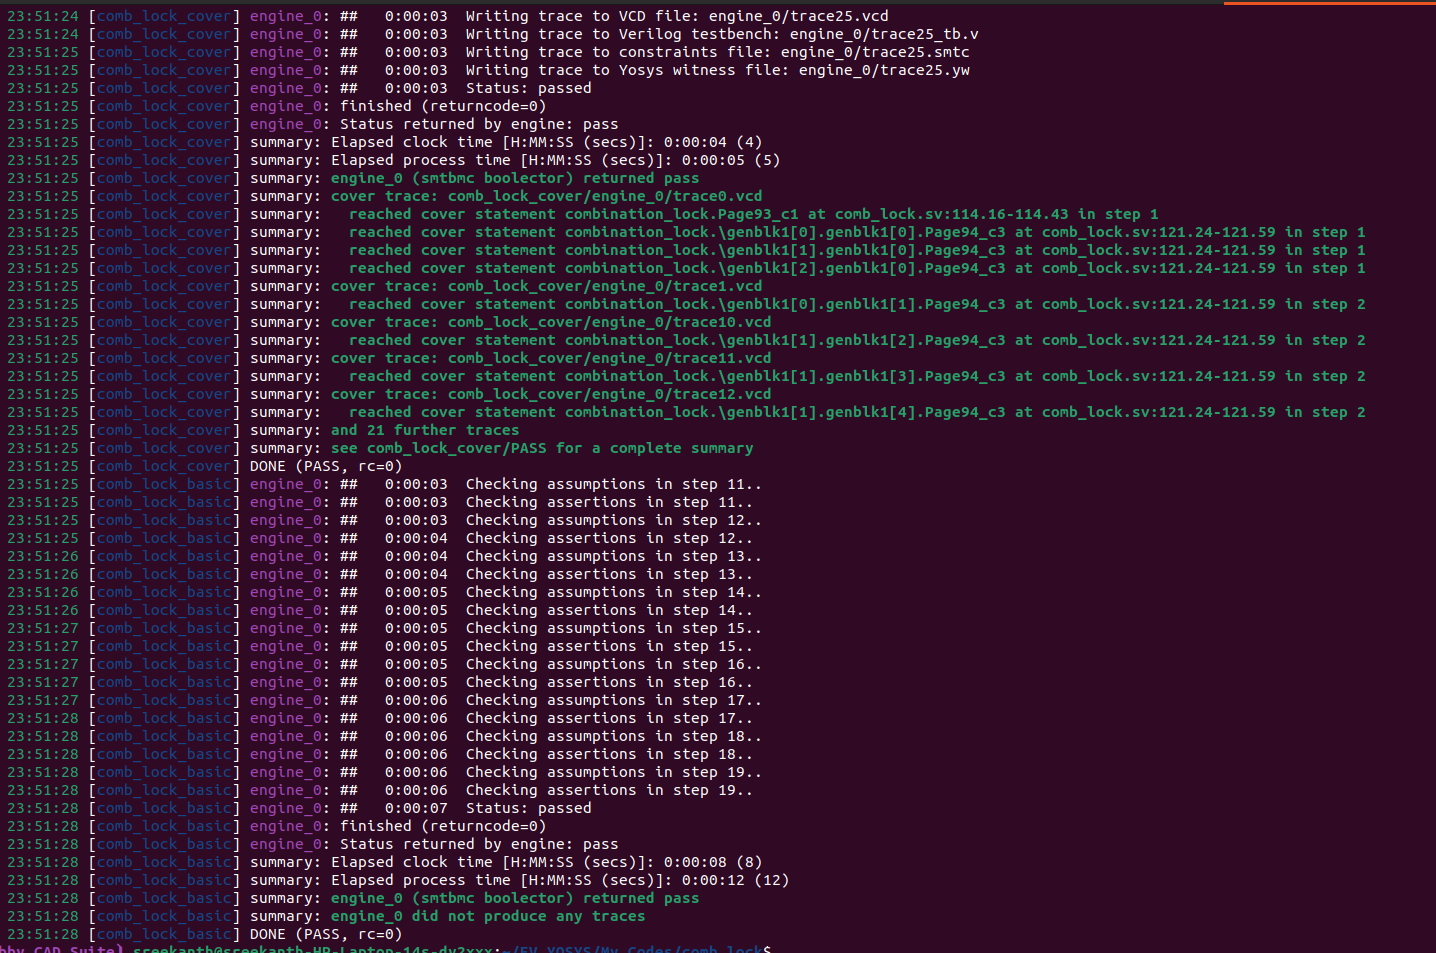 23:51:24 [comb_lock_cover] engine_0: ##   0:00:03  Writing trace to VCD file: engine_0/trace25.vcd
23:51:24 [comb_lock_cover] engine_0: ##   0:00:03  Writing trace to Verilog testbench: engine_0/trace25_tb.v
23:51:25 [comb_lock_cover] engine_0: ##   0:00:03  Writing trace to constraints file: engine_0/trace25.smtc
23:51:25 [comb_lock_cover] engine_0: ##   0:00:03  Writing trace to Yosys witness file: engine_0/trace25.yw
23:51:25 [comb_lock_cover] engine_0: ##   0:00:03  Status: passed
23:51:25 [comb_lock_cover] engine_0: finished (returncode=0)
23:51:25 [comb_lock_cover] engine_0: Status returned by engine: pass
23:51:25 [comb_lock_cover] summary: Elapsed clock time [H:MM:SS (secs)]: 0:00:04 (4)
23:51:25 [comb_lock_cover] summary: Elapsed process time [H:MM:SS (secs)]: 0:00:05 (5)
23:51:25 [comb_lock_cover] summary: engine_0 (smtbmc boolector) returned pass
23:51:25 [comb_lock_cover] summary: cover trace: comb_lock_cover/engine_0/trace0.vcd
23:51:25 [comb_lock_cover] summary:   reached cover statement combination_lock.Page93_c1 at comb_lock.sv:114.16-114.43 in step 1
23:51:25 [comb_lock_cover] summary:   reached cover statement combination_lock.\genblk1[0].genblk1[0].Page94_c3 at comb_lock.sv:121.24-121.59 in step 1
23:51:25 [comb_lock_cover] summary:   reached cover statement combination_lock.\genblk1[1].genblk1[0].Page94_c3 at comb_lock.sv:121.24-121.59 in step 1
23:51:25 [comb_lock_cover] summary:   reached cover statement combination_lock.\genblk1[2].genblk1[0].Page94_c3 at comb_lock.sv:121.24-121.59 in step 1
23:51:25 [comb_lock_cover] summary: cover trace: comb_lock_cover/engine_0/trace1.vcd
23:51:25 [comb_lock_cover] summary:   reached cover statement combination_lock.\genblk1[0].genblk1[1].Page94_c3 at comb_lock.sv:121.24-121.59 in step 2
23:51:25 [comb_lock_cover] summary: cover trace: comb_lock_cover/engine_0/trace10.vcd
23:51:25 [comb_lock_cover] summary:   reached cover statement combination_lock.\genblk1[1].genblk1[2].Page94_c3 at comb_lock.sv:121.24-121.59 in step 2
23:51:25 [comb_lock_cover] summary: cover trace: comb_lock_cover/engine_0/trace11.vcd
23:51:25 [comb_lock_cover] summary:   reached cover statement combination_lock.\genblk1[1].genblk1[3].Page94_c3 at comb_lock.sv:121.24-121.59 in step 2
23:51:25 [comb_lock_cover] summary: cover trace: comb_lock_cover/engine_0/trace12.vcd
23:51:25 [comb_lock_cover] summary:   reached cover statement combination_lock.\genblk1[1].genblk1[4].Page94_c3 at comb_lock.sv:121.24-121.59 in step 2
23:51:25 [comb_lock_cover] summary: and 21 further traces
23:51:25 [comb_lock_cover] summary: see comb_lock_cover/PASS for a complete summary
23:51:25 [comb_lock_cover] DONE (PASS, rc=0)
23:51:25 [comb_lock_basic] engine_0: ##   0:00:03  Checking assumptions in step 11..
23:51:25 [comb_lock_basic] engine_0: ##   0:00:03  Checking assertions in step 11..
23:51:25 [comb_lock_basic] engine_0: ##   0:00:03  Checking assumptions in step 12..
23:51:25 [comb_lock_basic] engine_0: ##   0:00:04  Checking assertions in step 12..
23:51:26 [comb_lock_basic] engine_0: ##   0:00:04  Checking assumptions in step 13..
23:51:26 [comb_lock_basic] engine_0: ##   0:00:04  Checking assertions in step 13..
23:51:26 [comb_lock_basic] engine_0: ##   0:00:05  Checking assumptions in step 14..
23:51:26 [comb_lock_basic] engine_0: ##   0:00:05  Checking assertions in step 14..
23:51:27 [comb_lock_basic] engine_0: ##   0:00:05  Checking assumptions in step 15..
23:51:27 [comb_lock_basic] engine_0: ##   0:00:05  Checking assertions in step 15..
23:51:27 [comb_lock_basic] engine_0: ##   0:00:05  Checking assumptions in step 16..
23:51:27 [comb_lock_basic] engine_0: ##   0:00:05  Checking assertions in step 16..
23:51:27 [comb_lock_basic] engine_0: ##   0:00:06  Checking assumptions in step 17..
23:51:28 [comb_lock_basic] engine_0: ##   0:00:06  Checking assertions in step 17..
23:51:28 [comb_lock_basic] engine_0: ##   0:00:06  Checking assumptions in step 18..
23:51:28 [comb_lock_basic] engine_0: ##   0:00:06  Checking assertions in step 18..
23:51:28 [comb_lock_basic] engine_0: ##   0:00:06  Checking assumptions in step 19..
23:51:28 [comb_lock_basic] engine_0: ##   0:00:06  Checking assertions in step 19..
23:51:28 [comb_lock_basic] engine_0: ##   0:00:07  Status: passed
23:51:28 [comb_lock_basic] engine_0: finished (returncode=0)
23:51:28 [comb_lock_basic] engine_0: Status returned by engine: pass
23:51:28 [comb_lock_basic] summary: Elapsed clock time [H:MM:SS (secs)]: 0:00:08 (8)
23:51:28 [comb_lock_basic] summary: Elapsed process time [H:MM:SS (secs)]: 0:00:12 (12)
23:51:28 [comb_lock_basic] summary: engine_0 (smtbmc boolector) returned pass
23:51:28 [comb_lock_basic] summary: engine_0 did not produce any traces
23:51:28 [comb_lock_basic] DONE (PASS, rc=0)
CAD Suite)